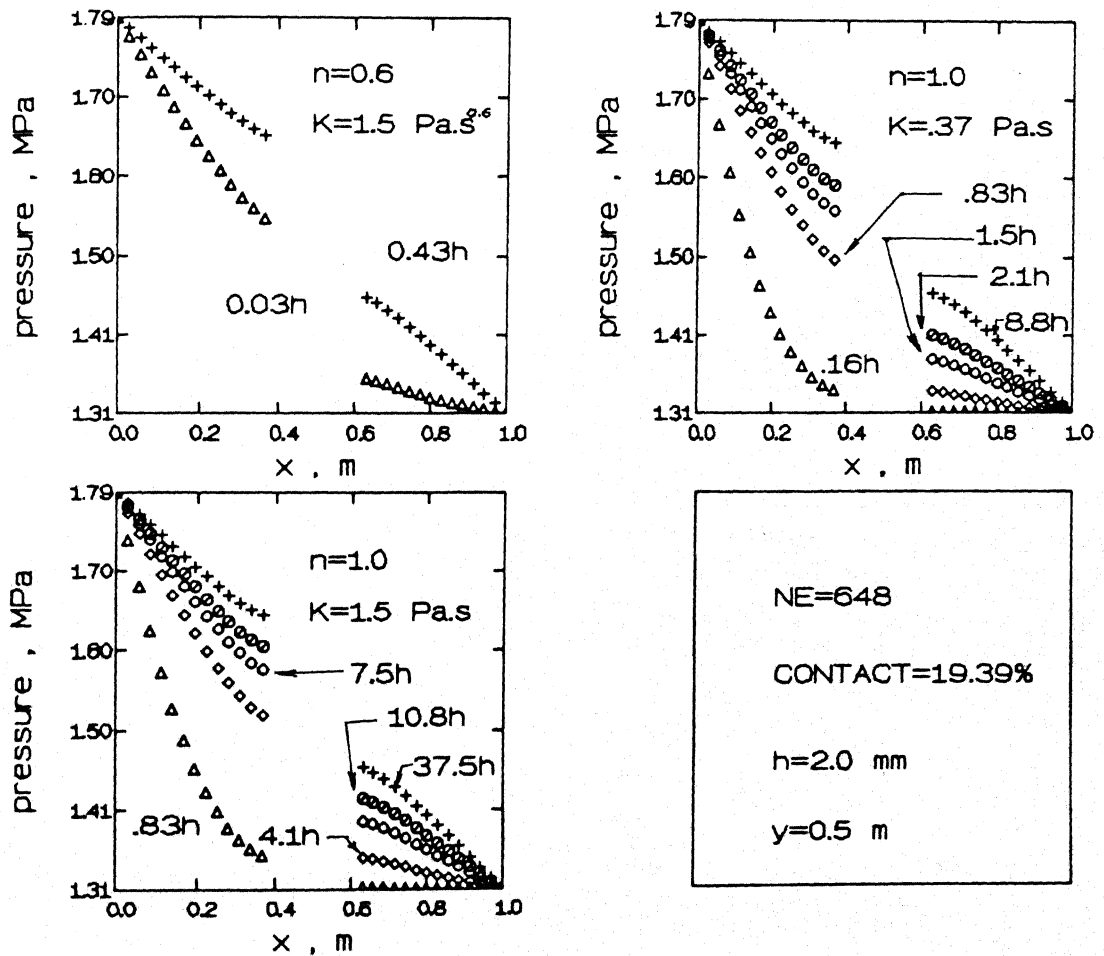 1.79
1.70
1.60
1.50
1.41
1.31
pressure , MPa
n=0.6
K=1.5 Pa.s^0.6
0.43h
0.03h
0.0 0.2 0.4 0.6 0.8 1.0
x , m
1.79
1.70
1.60
1.50
1.41
1.31
pressure , MPa
n=1.0
K=.37 Pa.s
.83h
1.5h
2.1h
8.8h
.16h
0.0 0.2 0.4 0.6 0.8 1.0
x , m
1.79
1.70
1.60
1.50
1.41
1.31
pressure , MPa
n=1.0
K=1.5 Pa.s
7.5h
10.8h
37.5h
.83h
4.1h
0.0 0.2 0.4 0.6 0.8 1.0
x , m
NE=648
CONTACT=19.39%
h=2.0 mm
y=0.5 m